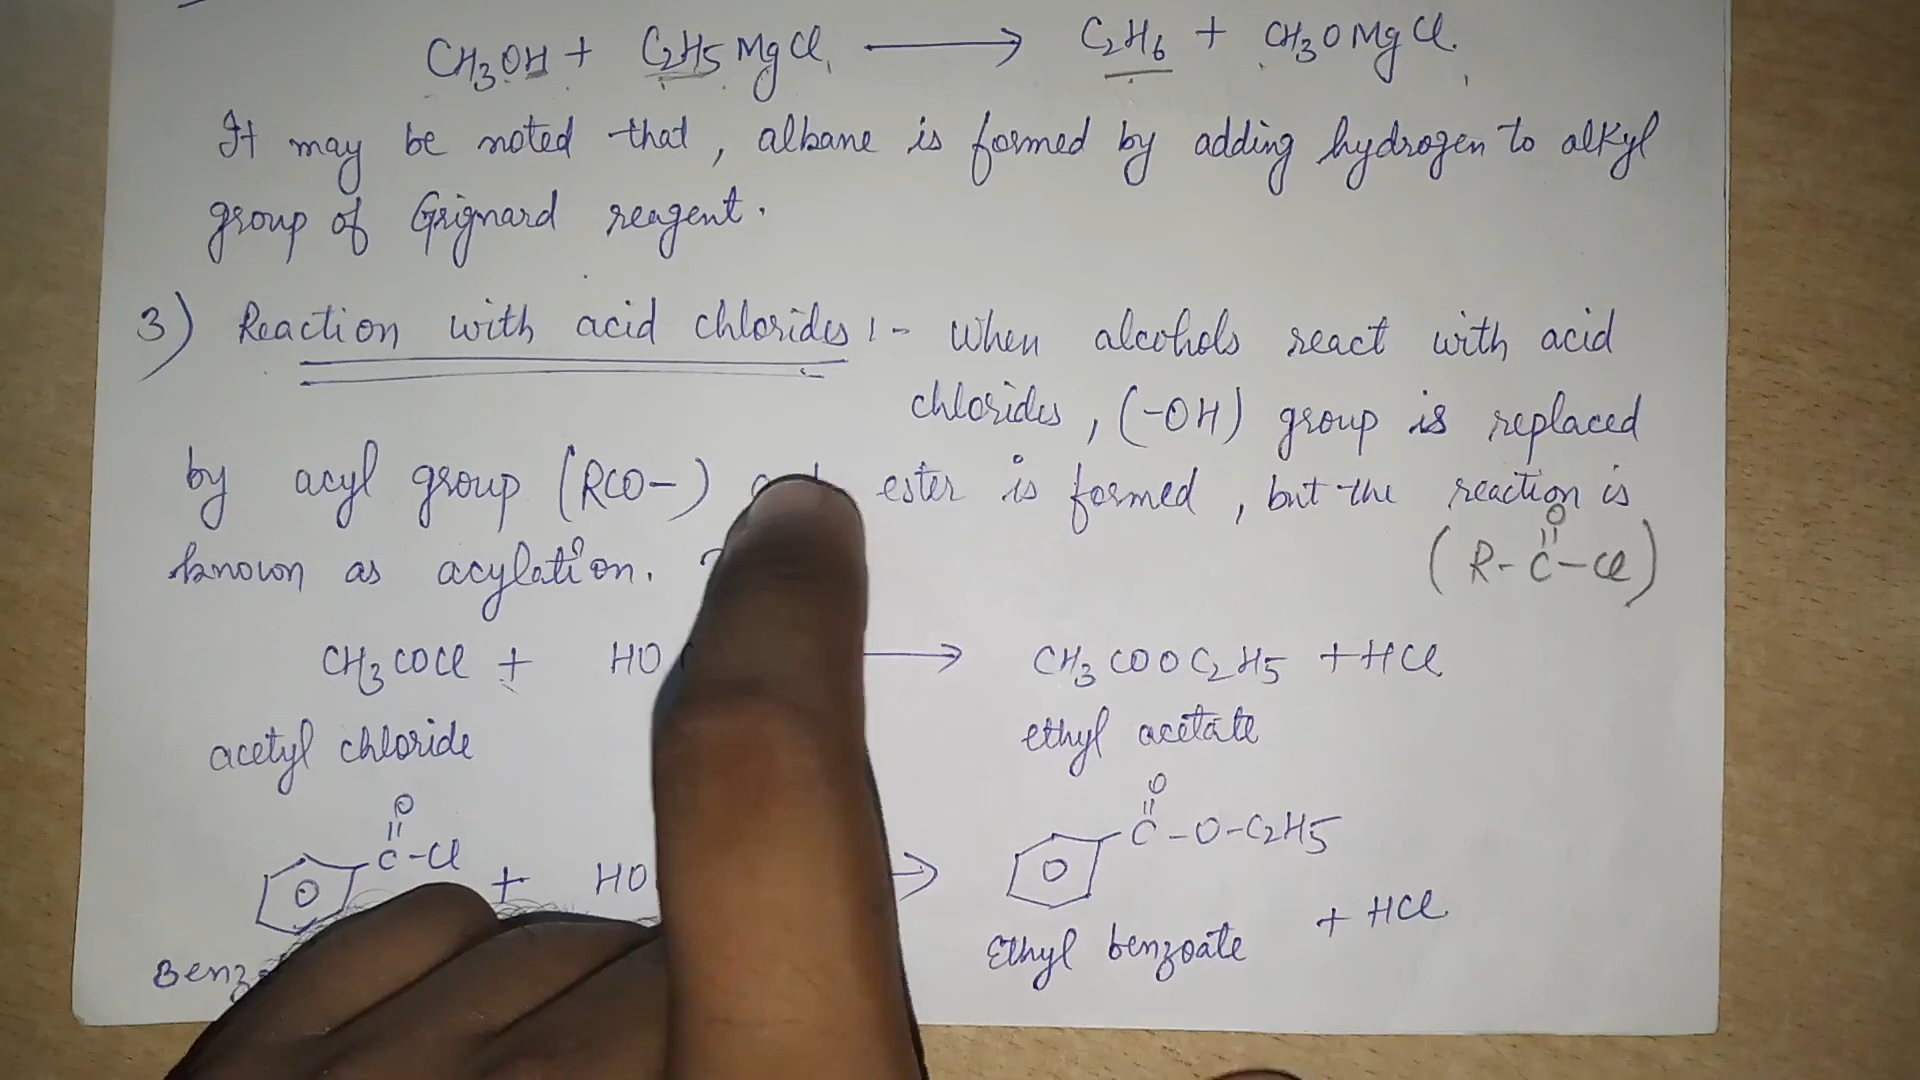 CH3OH + C2H5MgCl, ⟶ C2H6 + CH3OMgCl.
It may be noted that, albane is formed by adding hydrogen to alkyl
group of Grignard reagent.
3) Reaction with acid chlorides :- When alcohols react with acid
chlorides, (-OH) group is replaced
by acyl group (RCO-) ester is formed, but the reaction is
known as acylation. (R-C-Cl)
O
||
CH3COCl + HO ⟶ CH3COOC2H5 + HCl
acetyl chloride ethyl acetate
O
||
C-Cl + HO ⟶
O
||
C-O-C2H5
+ HCl
Ethyl benzoate